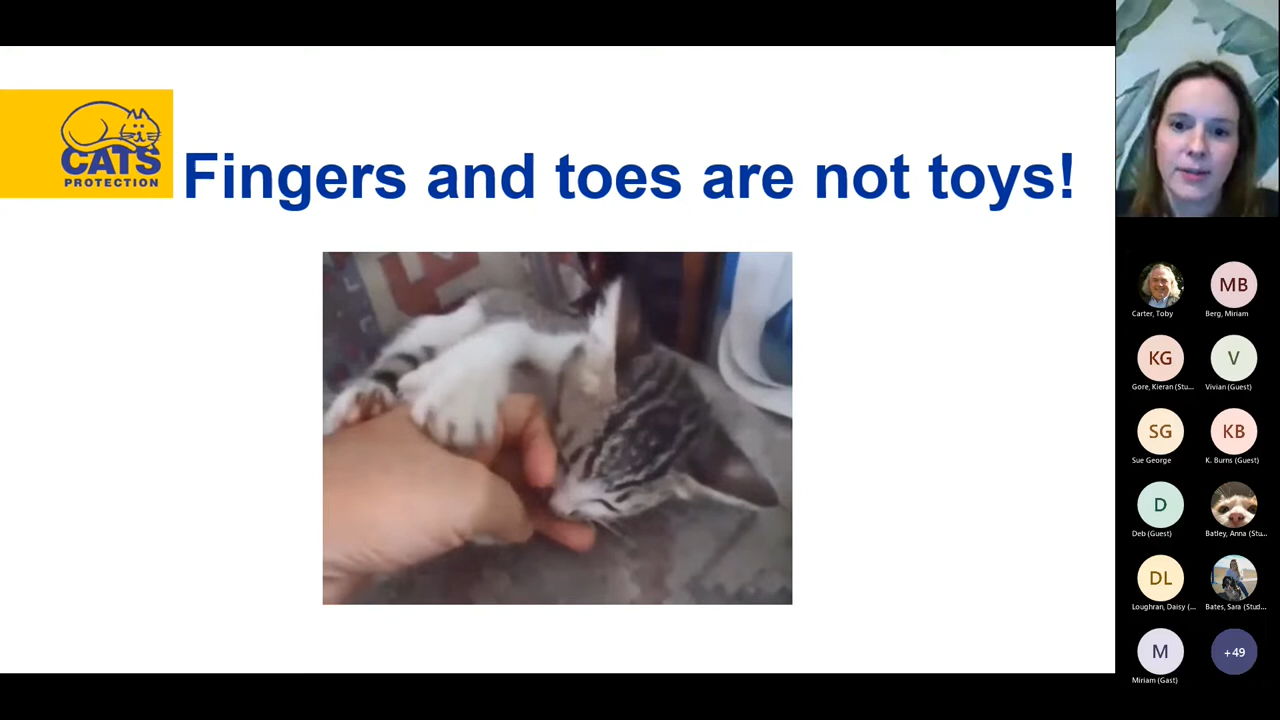 CATS
PROTECTION
Fingers and toes are not toys!
Carter, Toby
MB
Berg, Miriam
KG
Gore, Kieran (Stu...
V
Vivian (Guest)
SG
Sue George
KB
K. Burns (Guest)
D
Deb (Guest)
Batley, Anna (Stu...
DL
Loughran, Daisy (...
Bates, Sara (Stud...
M
Miriam (Gast)
+49